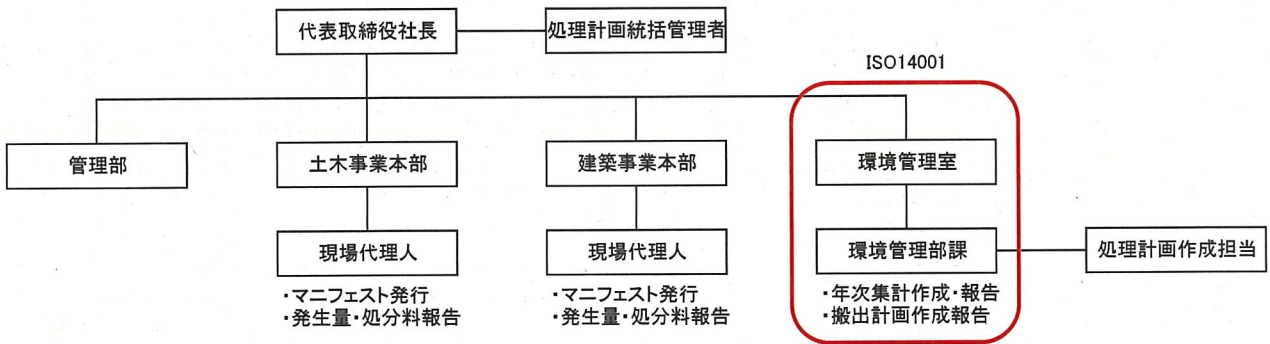 代表取締役社長
処理計画統括管理者
ISO14001
管理部
土木事業本部
建築事業本部
環境管理室
現場代理人
現場代理人
環境管理部課
処理計画作成担当
・マニフェスト発行
・発生量・処分料報告
・マニフェスト発行
・発生量・処分料報告
・年次集計作成・報告
・搬出計画作成報告